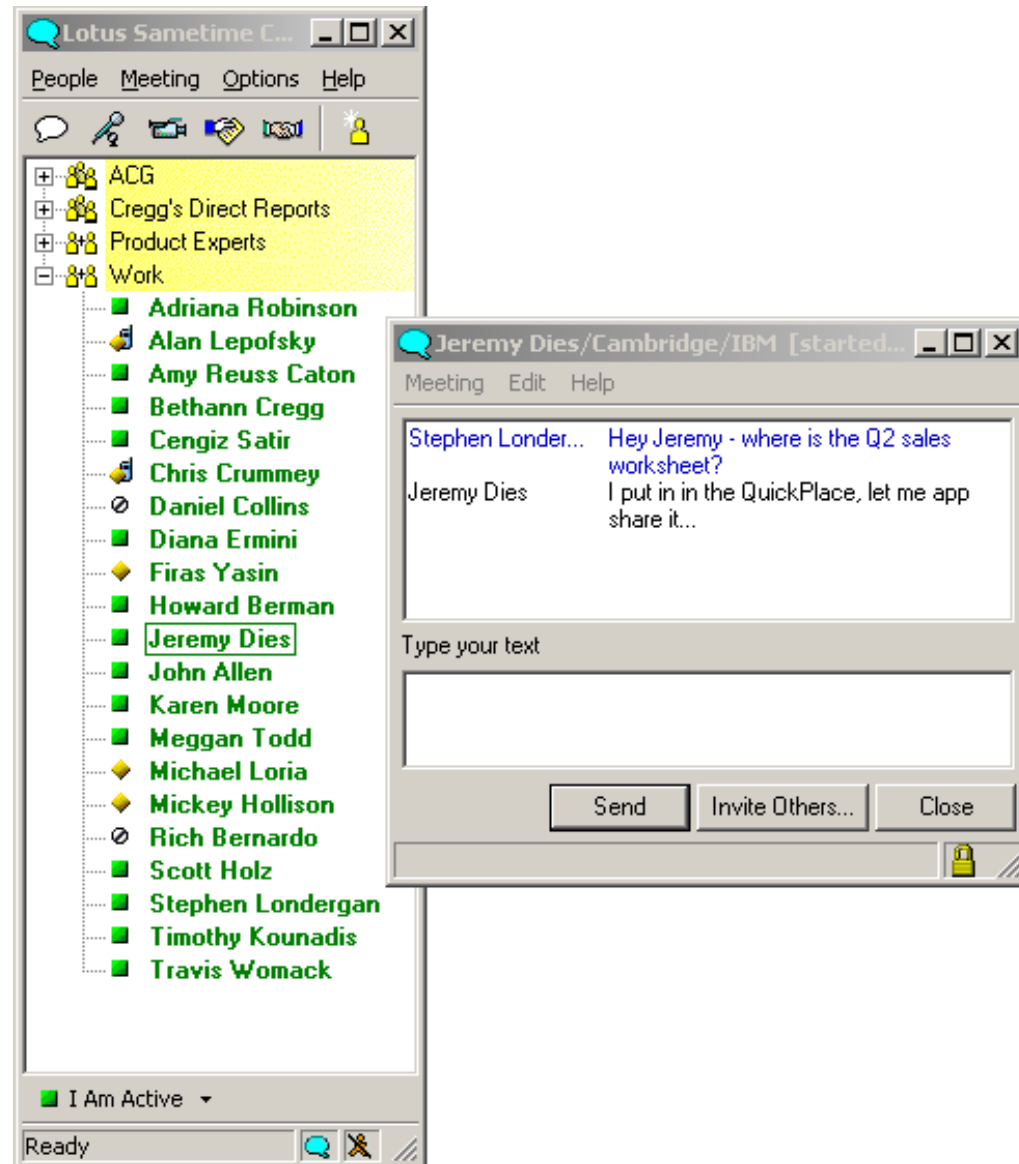 Lotus Sametime C...
People Meeting Options Help
ACG
Cregg's Direct Reports
Product Experts
Work
Adriana Robinson
Alan Lepofsky
Amy Reuss Caton
Bethann Cregg
Cengiz Satir
Chris Crummey
Daniel Collins
Diana Ermini
Firas Yasin
Howard Berman
Jeremy Dies
John Allen
Karen Moore
Meggan Todd
Michael Loria
Mickey Hollison
Rich Bernardo
Scott Holz
Stephen Londergan
Timothy Kounadis
Travis Womack
I Am Active
Ready
Jeremy Dies/Cambridge/IBM [started...
Meeting Edit Help
Stephen Londer... Hey Jeremy - where is the Q2 sales
worksheet?
Jeremy Dies I put in in the QuickPlace, let me app
share it...
Type your text
Send Invite Others... Close